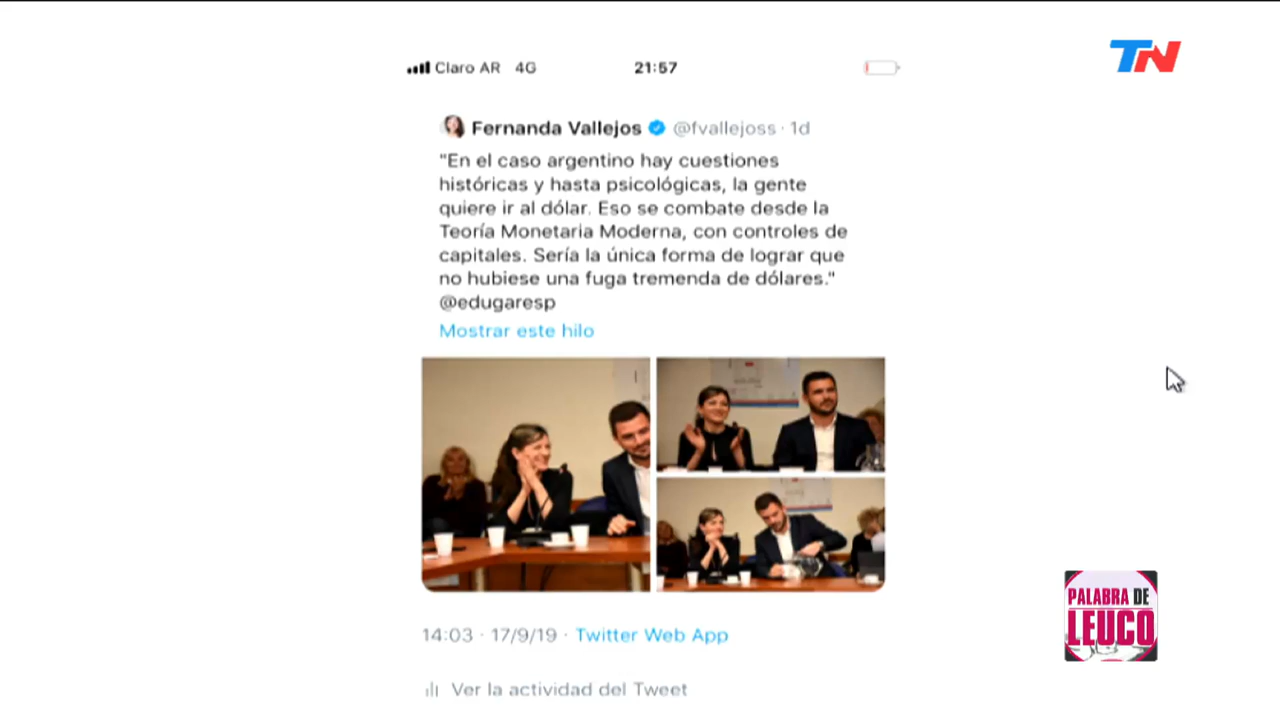 TN
Claro AR 4G 21:57
Fernanda Vallejos @fvallejoss · 1d
"En el caso argentino hay cuestiones
históricas y hasta psicológicas, la gente
quiere ir al dólar. Eso se combate desde la
Teoría Monetaria Moderna, con controles de
capitales. Sería la única forma de lograr que
no hubiese una fuga tremenda de dólares."
@edugaresp
Mostrar este hilo
PALABRA DE
LEUCO
14:03 · 17/9/19 · Twitter Web App
Ver la actividad del Tweet